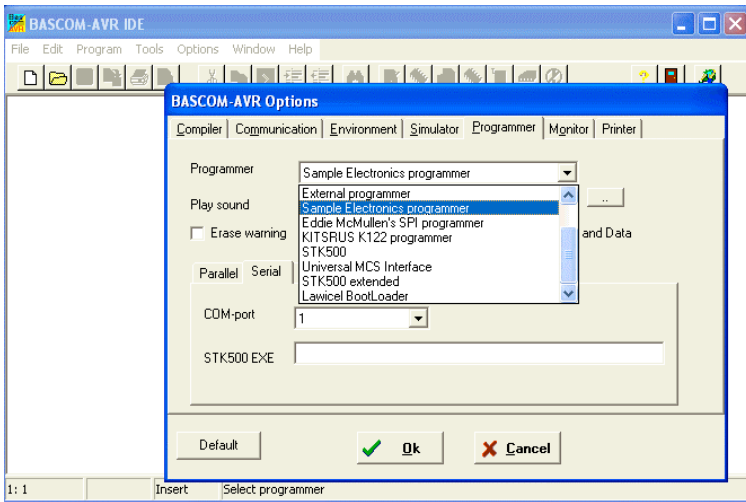 BASCOM-AVR IDE
File Edit Program Tools Options Window Help
BASCOM-AVR Options
Compiler Communication Environment Simulator Programmer Monitor Printer
Programmer Sample Electronics programmer
External programmer
Play sound Sample Electronics programmer ..
Eddie McMullen's SPI programmer
Erase warning KITSRUS K122 programmer and Data
STK500
Parallel Serial Universal MCS Interface
STK500 extended
Lawicel BootLoader
COM-port 1
STK500 EXE
Default Ok Cancel
1: 1 Insert Select programmer